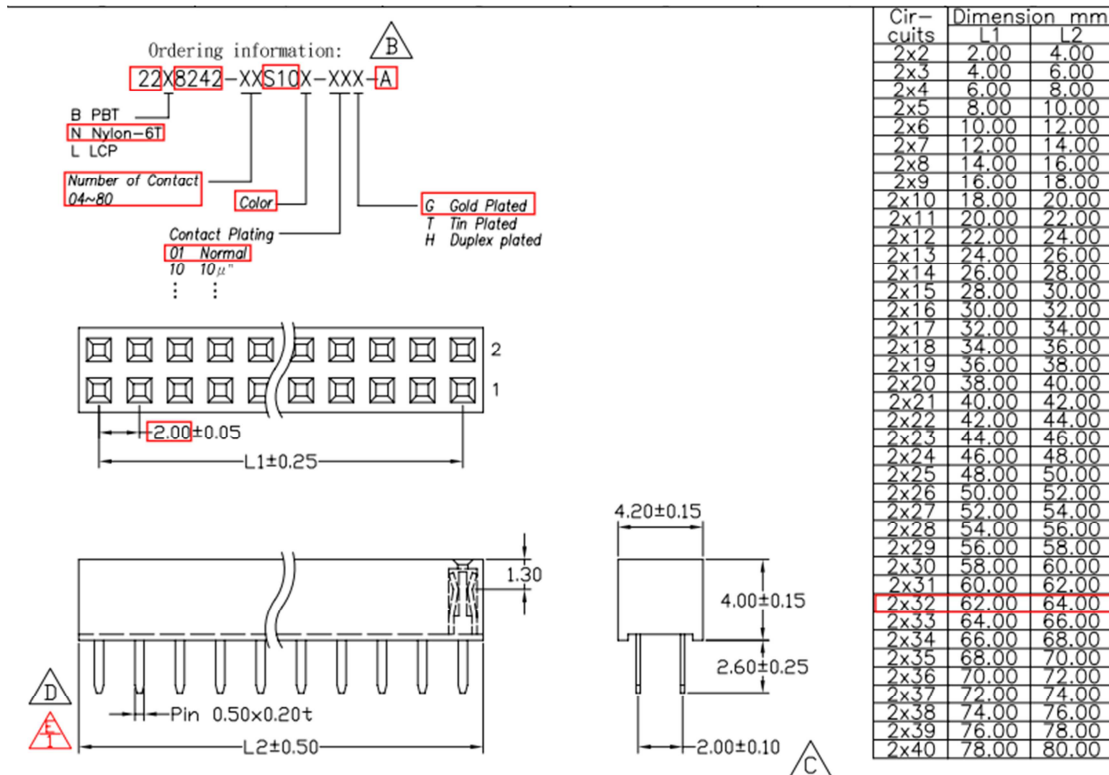 Ordering information:
B
22X8242-XXS10X-XXX-A
B PBT
N Nylon-6T
L LCP
Number of Contact
04~80
Color
Contact Plating
01 Normal
10 10μ"
⋮ ⋮
G Gold Plated
T Tin Plated
H Duplex plated
2
1
2.00±0.05
L1±0.25
1.30
D
E
1
Pin 0.50x0.20t
L2±0.50
4.20±0.15
4.00±0.15
2.60±0.25
2.00±0.10
C
Cir-cuits Dimension mm
L1 L2
2x2 2.00 4.00
2x3 4.00 6.00
2x4 6.00 8.00
2x5 8.00 10.00
2x6 10.00 12.00
2x7 12.00 14.00
2x8 14.00 16.00
2x9 16.00 18.00
2x10 18.00 20.00
2x11 20.00 22.00
2x12 22.00 24.00
2x13 24.00 26.00
2x14 26.00 28.00
2x15 28.00 30.00
2x16 30.00 32.00
2x17 32.00 34.00
2x18 34.00 36.00
2x19 36.00 38.00
2x20 38.00 40.00
2x21 40.00 42.00
2x22 42.00 44.00
2x23 44.00 46.00
2x24 46.00 48.00
2x25 48.00 50.00
2x26 50.00 52.00
2x27 52.00 54.00
2x28 54.00 56.00
2x29 56.00 58.00
2x30 58.00 60.00
2x31 60.00 62.00
2x32 62.00 64.00
2x33 64.00 66.00
2x34 66.00 68.00
2x35 68.00 70.00
2x36 70.00 72.00
2x37 72.00 74.00
2x38 74.00 76.00
2x39 76.00 78.00
2x40 78.00 80.00